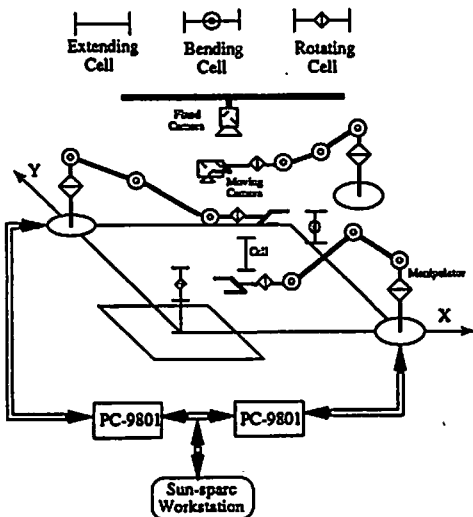 Extending
Cell
Bending
Cell
Rotating
Cell
Fixed
Camera
Y
Moving
Camera
Cell
Manipulator
X
PC-9801
PC-9801
Sun-sparc
Workstation